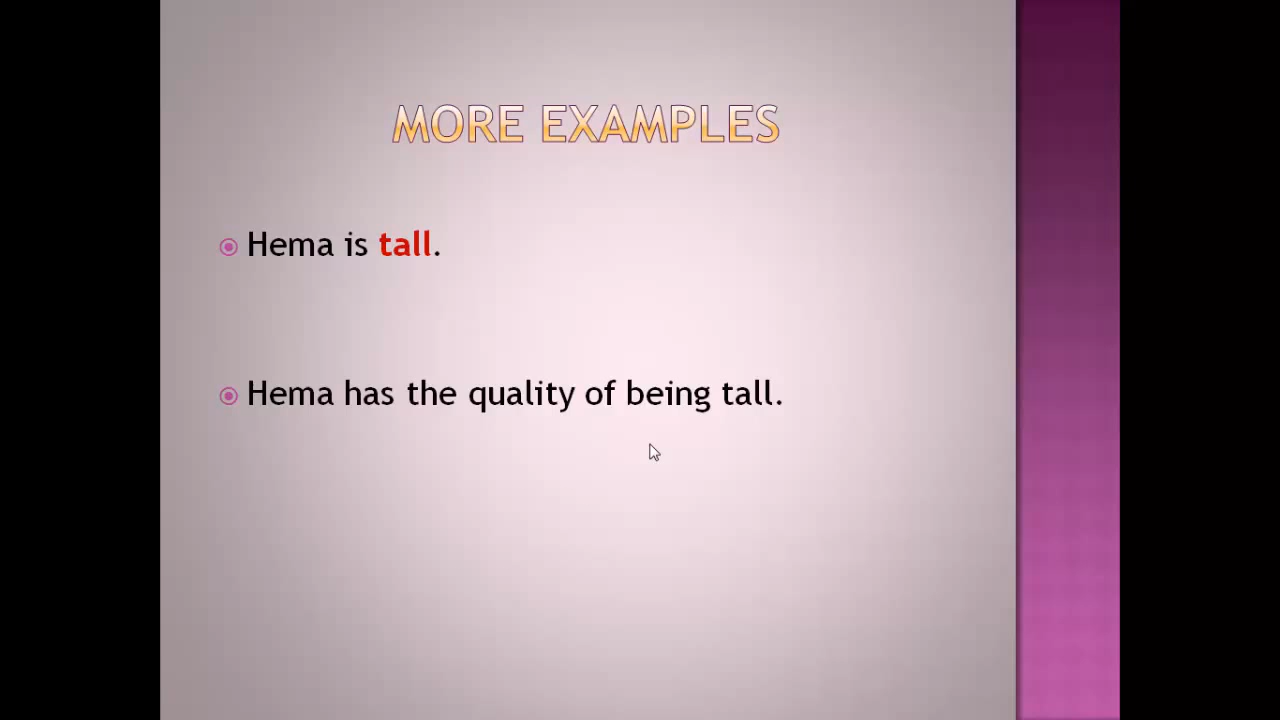 MORE EXAMPLES
Hema is tall.
Hema has the quality of being tall.